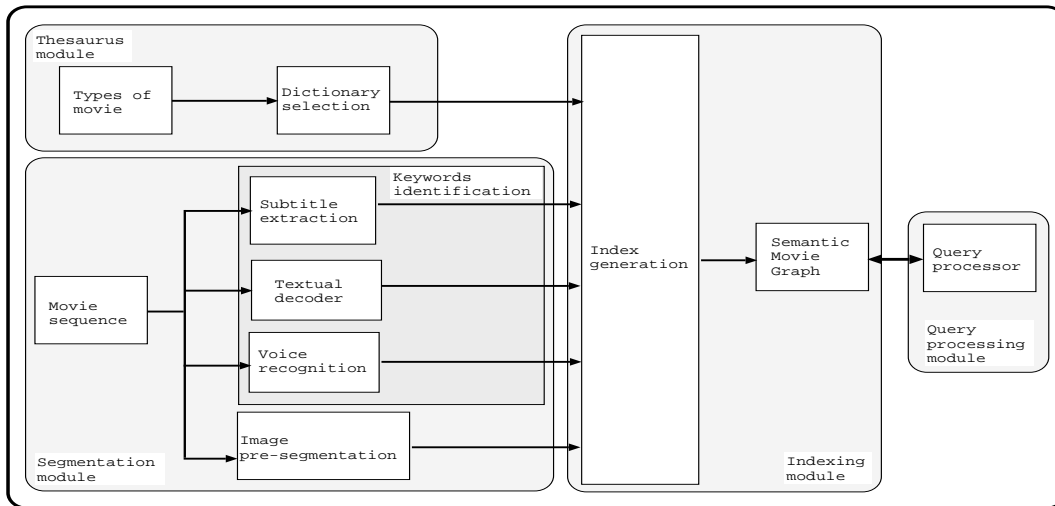 Thesaurus
module
Types of
movie
Dictionary
selection
Keywords
identification
Subtitle
extraction
Textual
decoder
Voice
recognition
Movie
sequence
Image
pre-segmentation
Segmentation
module
Index
generation
Semantic
Movie
Graph
Indexing
module
Query
processor
Query
processing
module